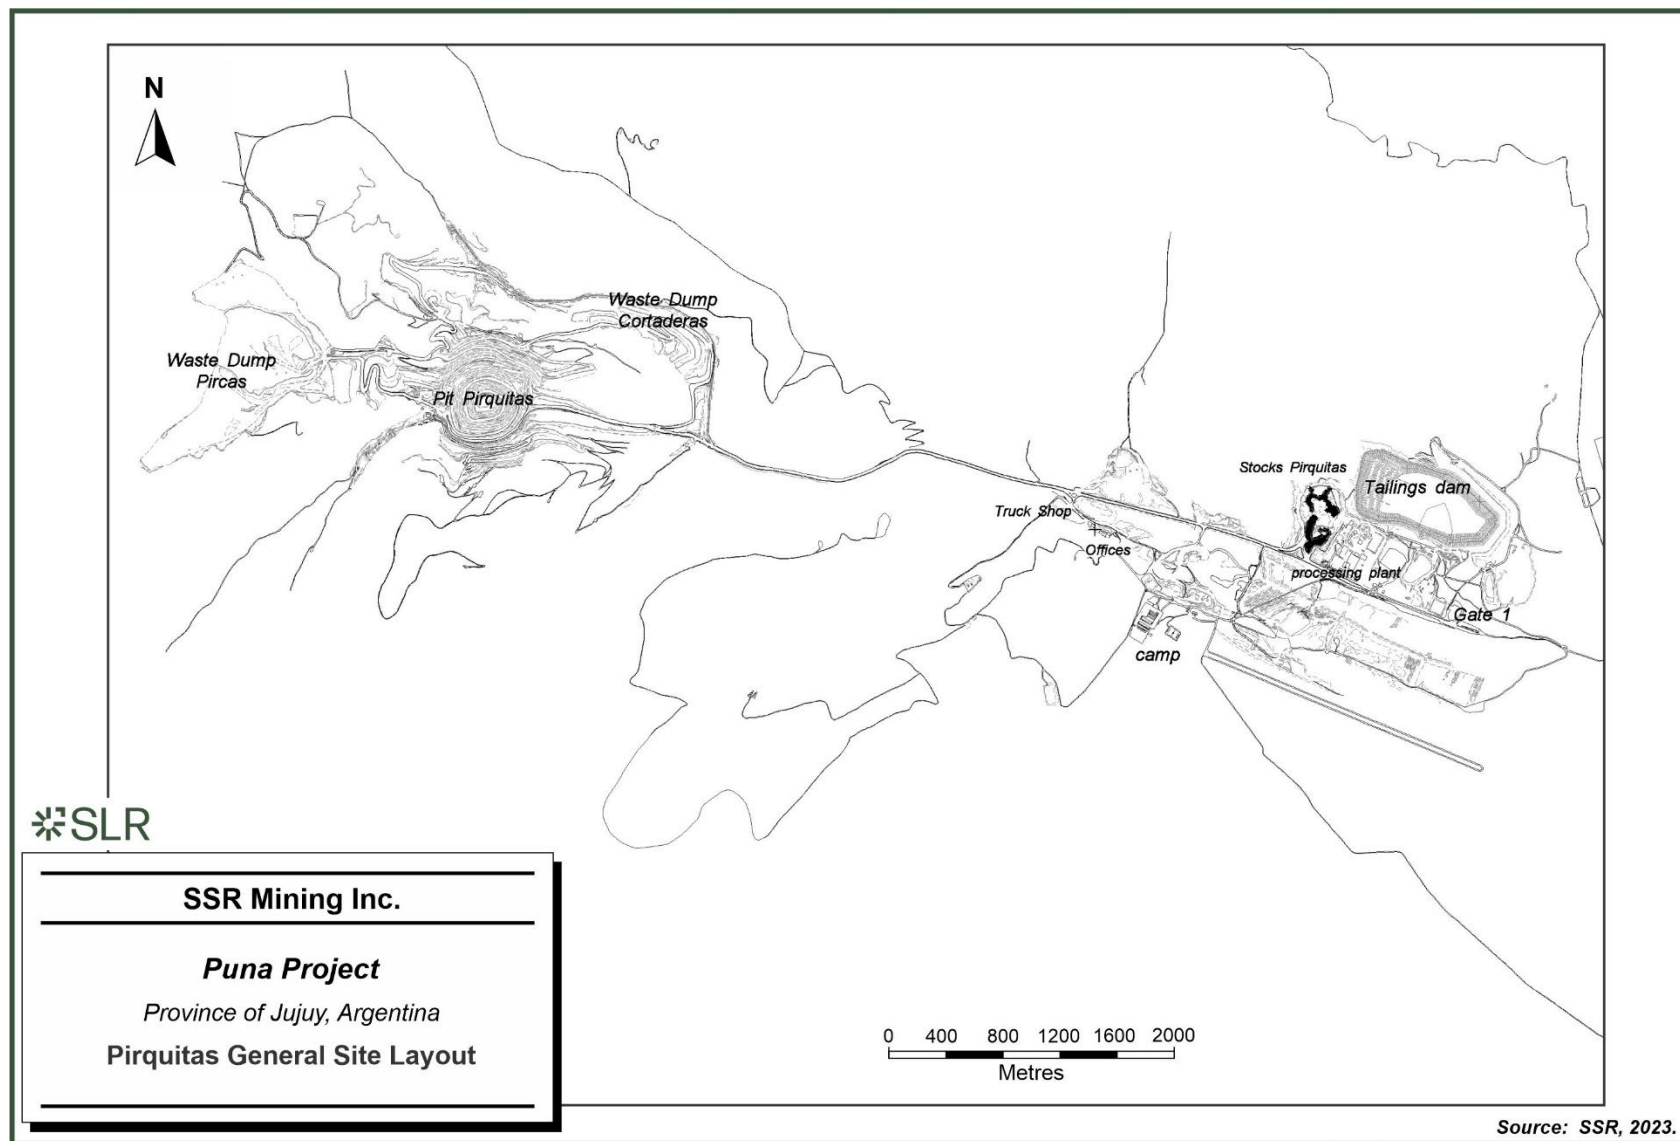 N
Waste Dump
Cortaderas
Waste Dump
Pircas
Pit Pirquitas
Stocks Pirquitas
Tailings dam
Truck Shop
Offices
processing plant
Gate 1
camp
SLR
SSR Mining Inc.
Puna Project
Province of Jujuy, Argentina
Pirquitas General Site Layout
0 400 800 1200 1600 2000
Metres
Source: SSR, 2023.